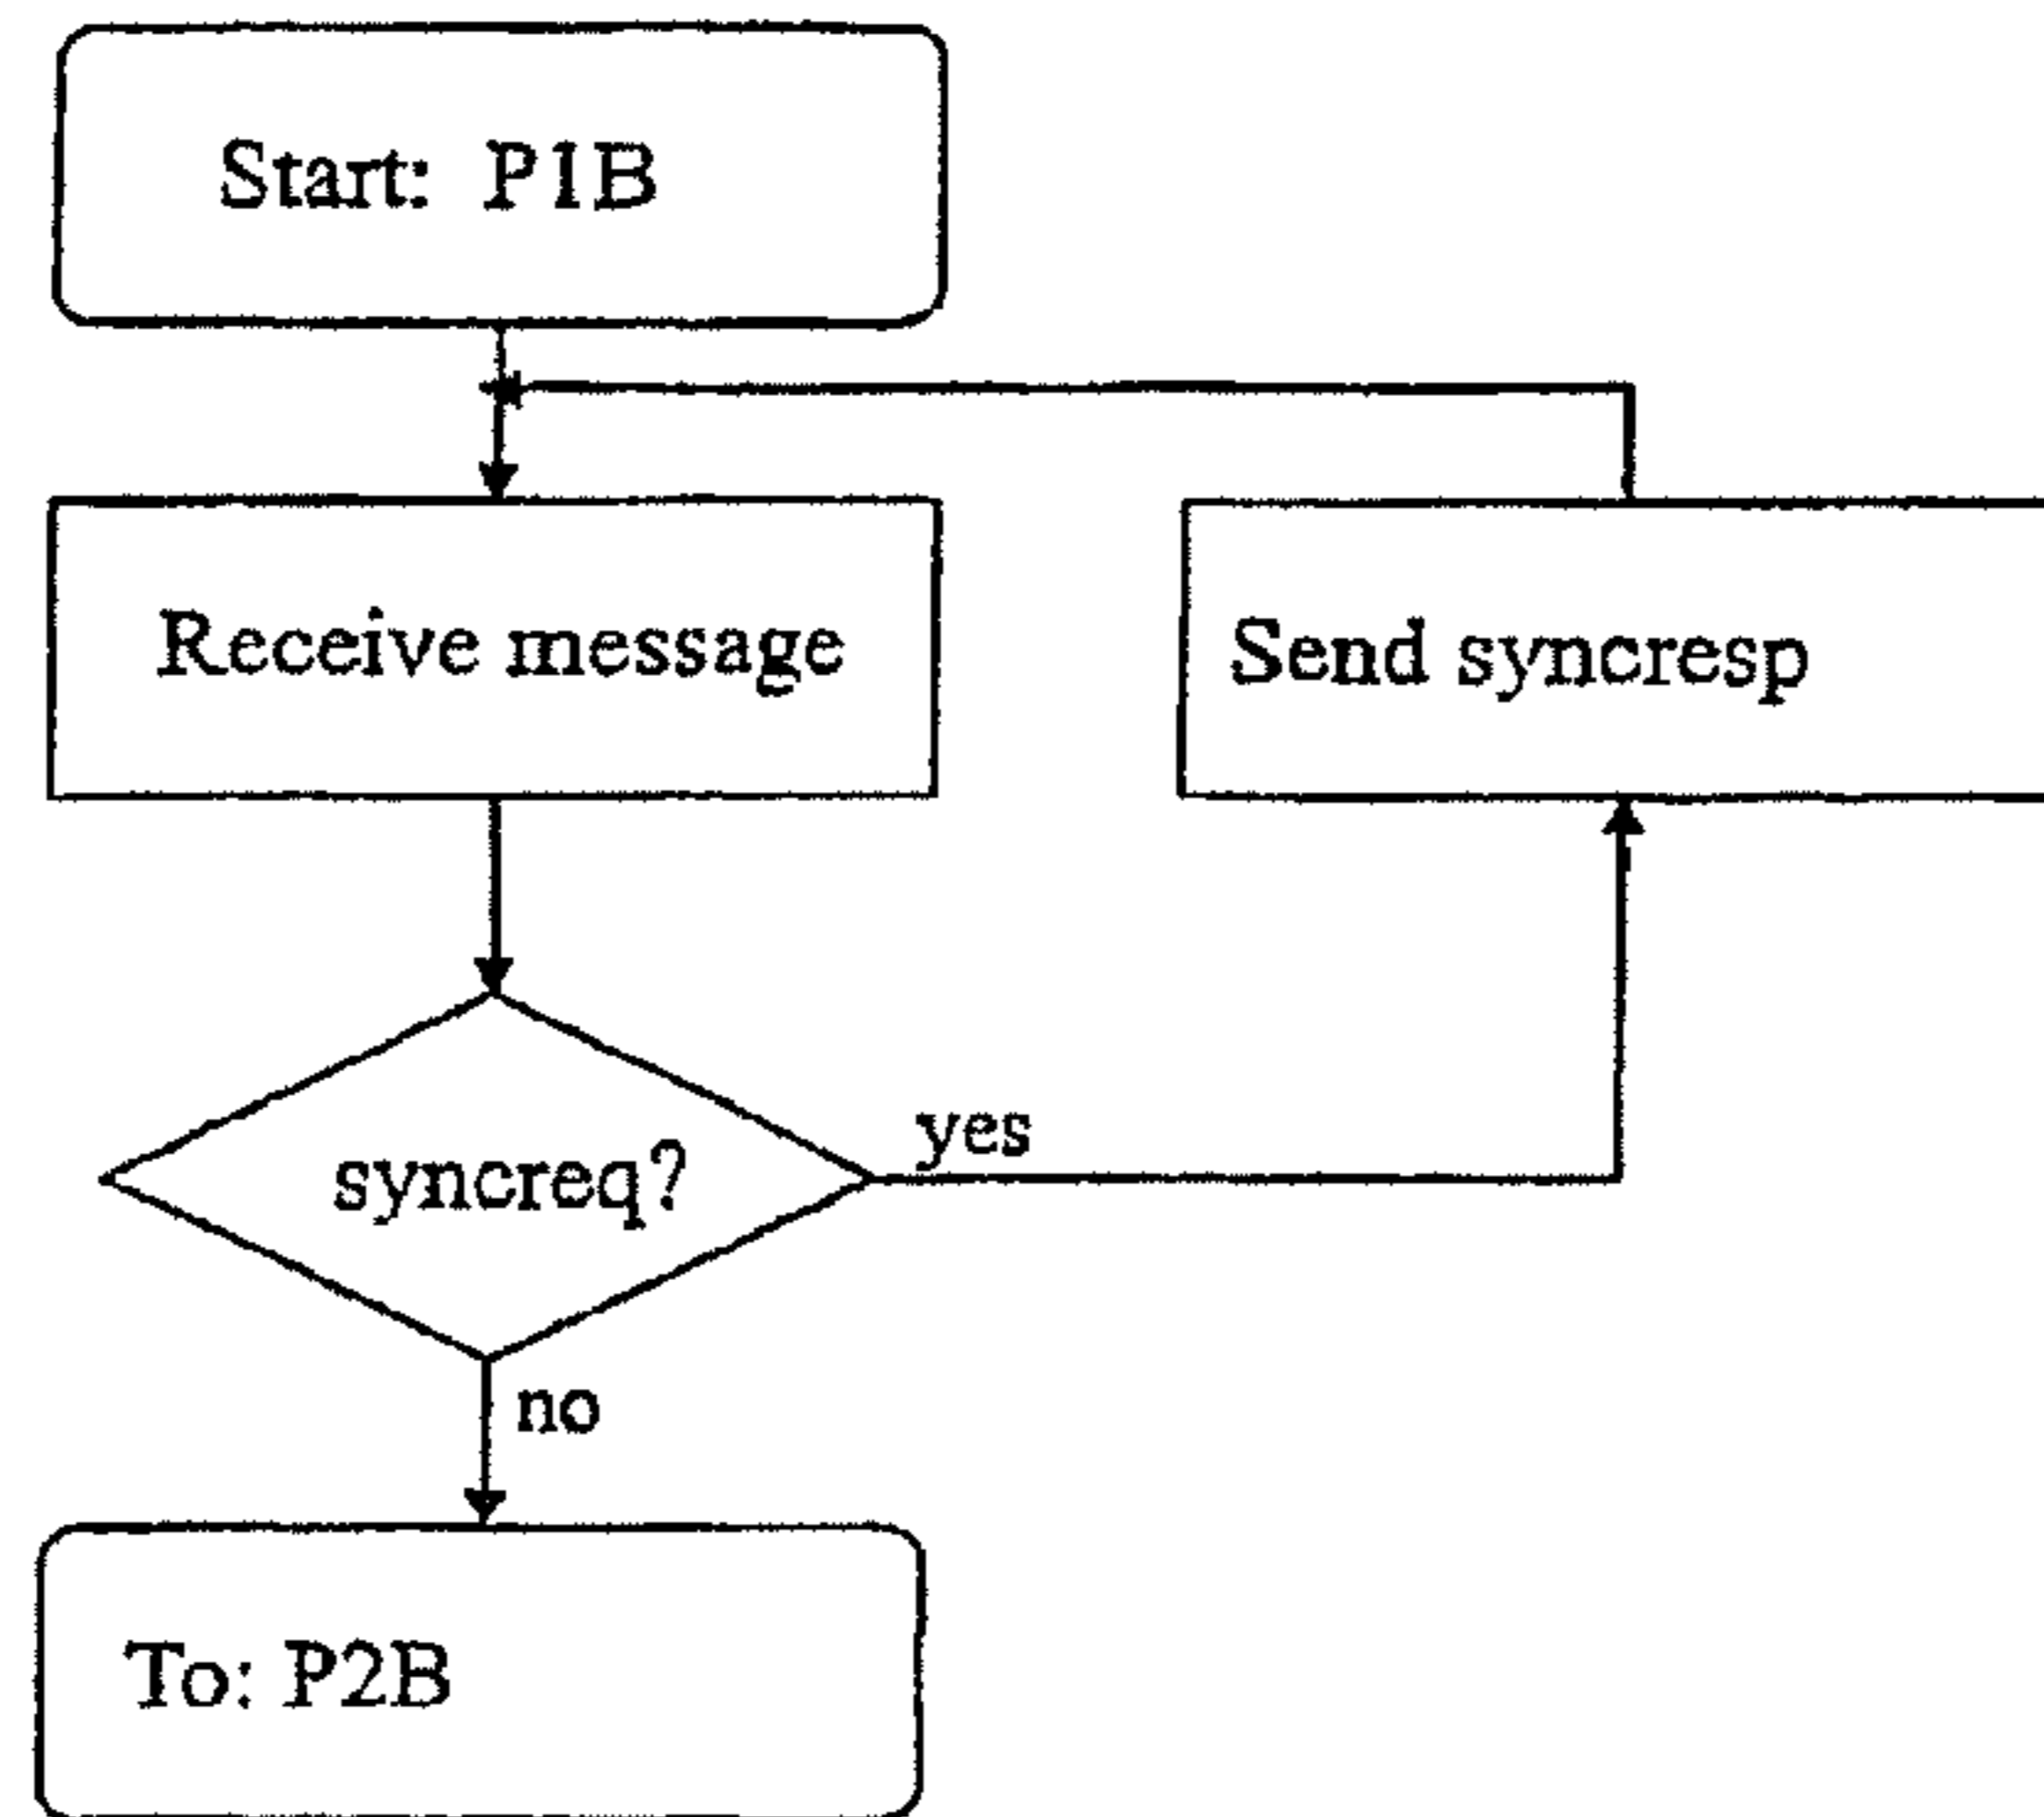 Start: P1B
Receive message
Send syncresp
syncreq?
yes
no
To: P2B